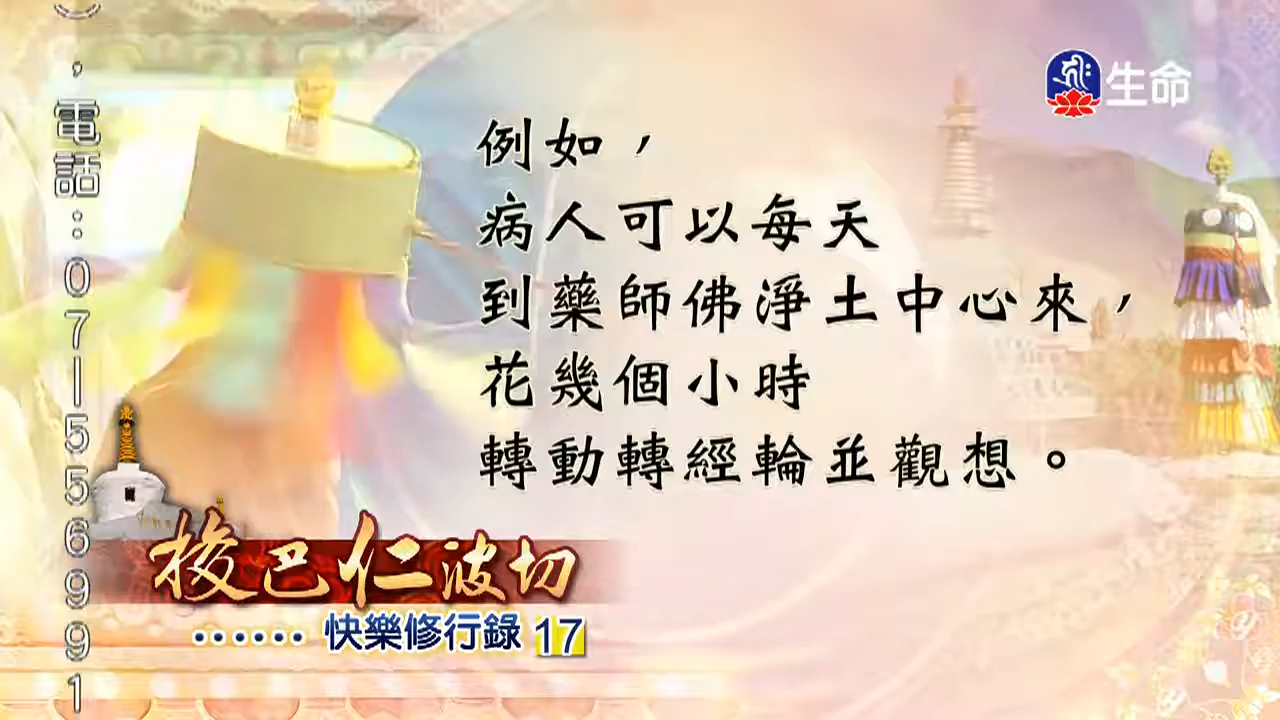 ），電話：07-5556991
生命
例如，
病人可以每天
到藥師佛淨土中心來，
花幾個小時
轉動轉經輪並觀想。
梭巴仁波切
⋯⋯快樂修行錄 17